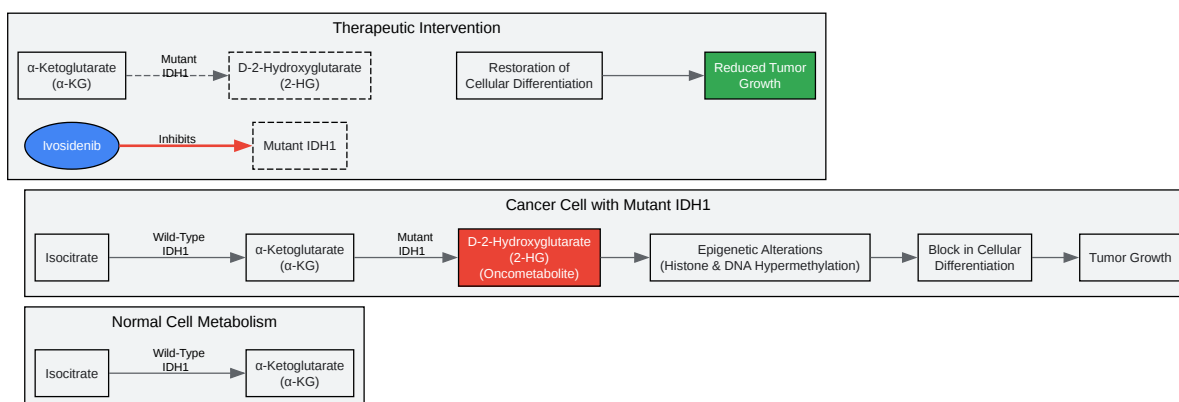 Therapeutic Intervention
α-Ketoglutarate
(α-KG)
Mutant
IDH1
D-2-Hydroxyglutarate
(2-HG)
Restoration of
Cellular Differentiation
Reduced Tumor
Growth
Ivosidenib
Inhibits
Mutant IDH1
Cancer Cell with Mutant IDH1
Isocitrate
Wild-Type
IDH1
α-Ketoglutarate
(α-KG)
Mutant
IDH1
D-2-Hydroxyglutarate
(2-HG)
(Oncometabolite)
Epigenetic Alterations
(Histone & DNA Hypermethylation)
Block in Cellular
Differentiation
Tumor Growth
Normal Cell Metabolism
Isocitrate
Wild-Type
IDH1
α-Ketoglutarate
(α-KG)